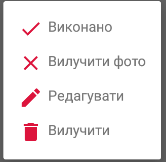 Виконано
Вилучити фото
Редагувати
Вилучити